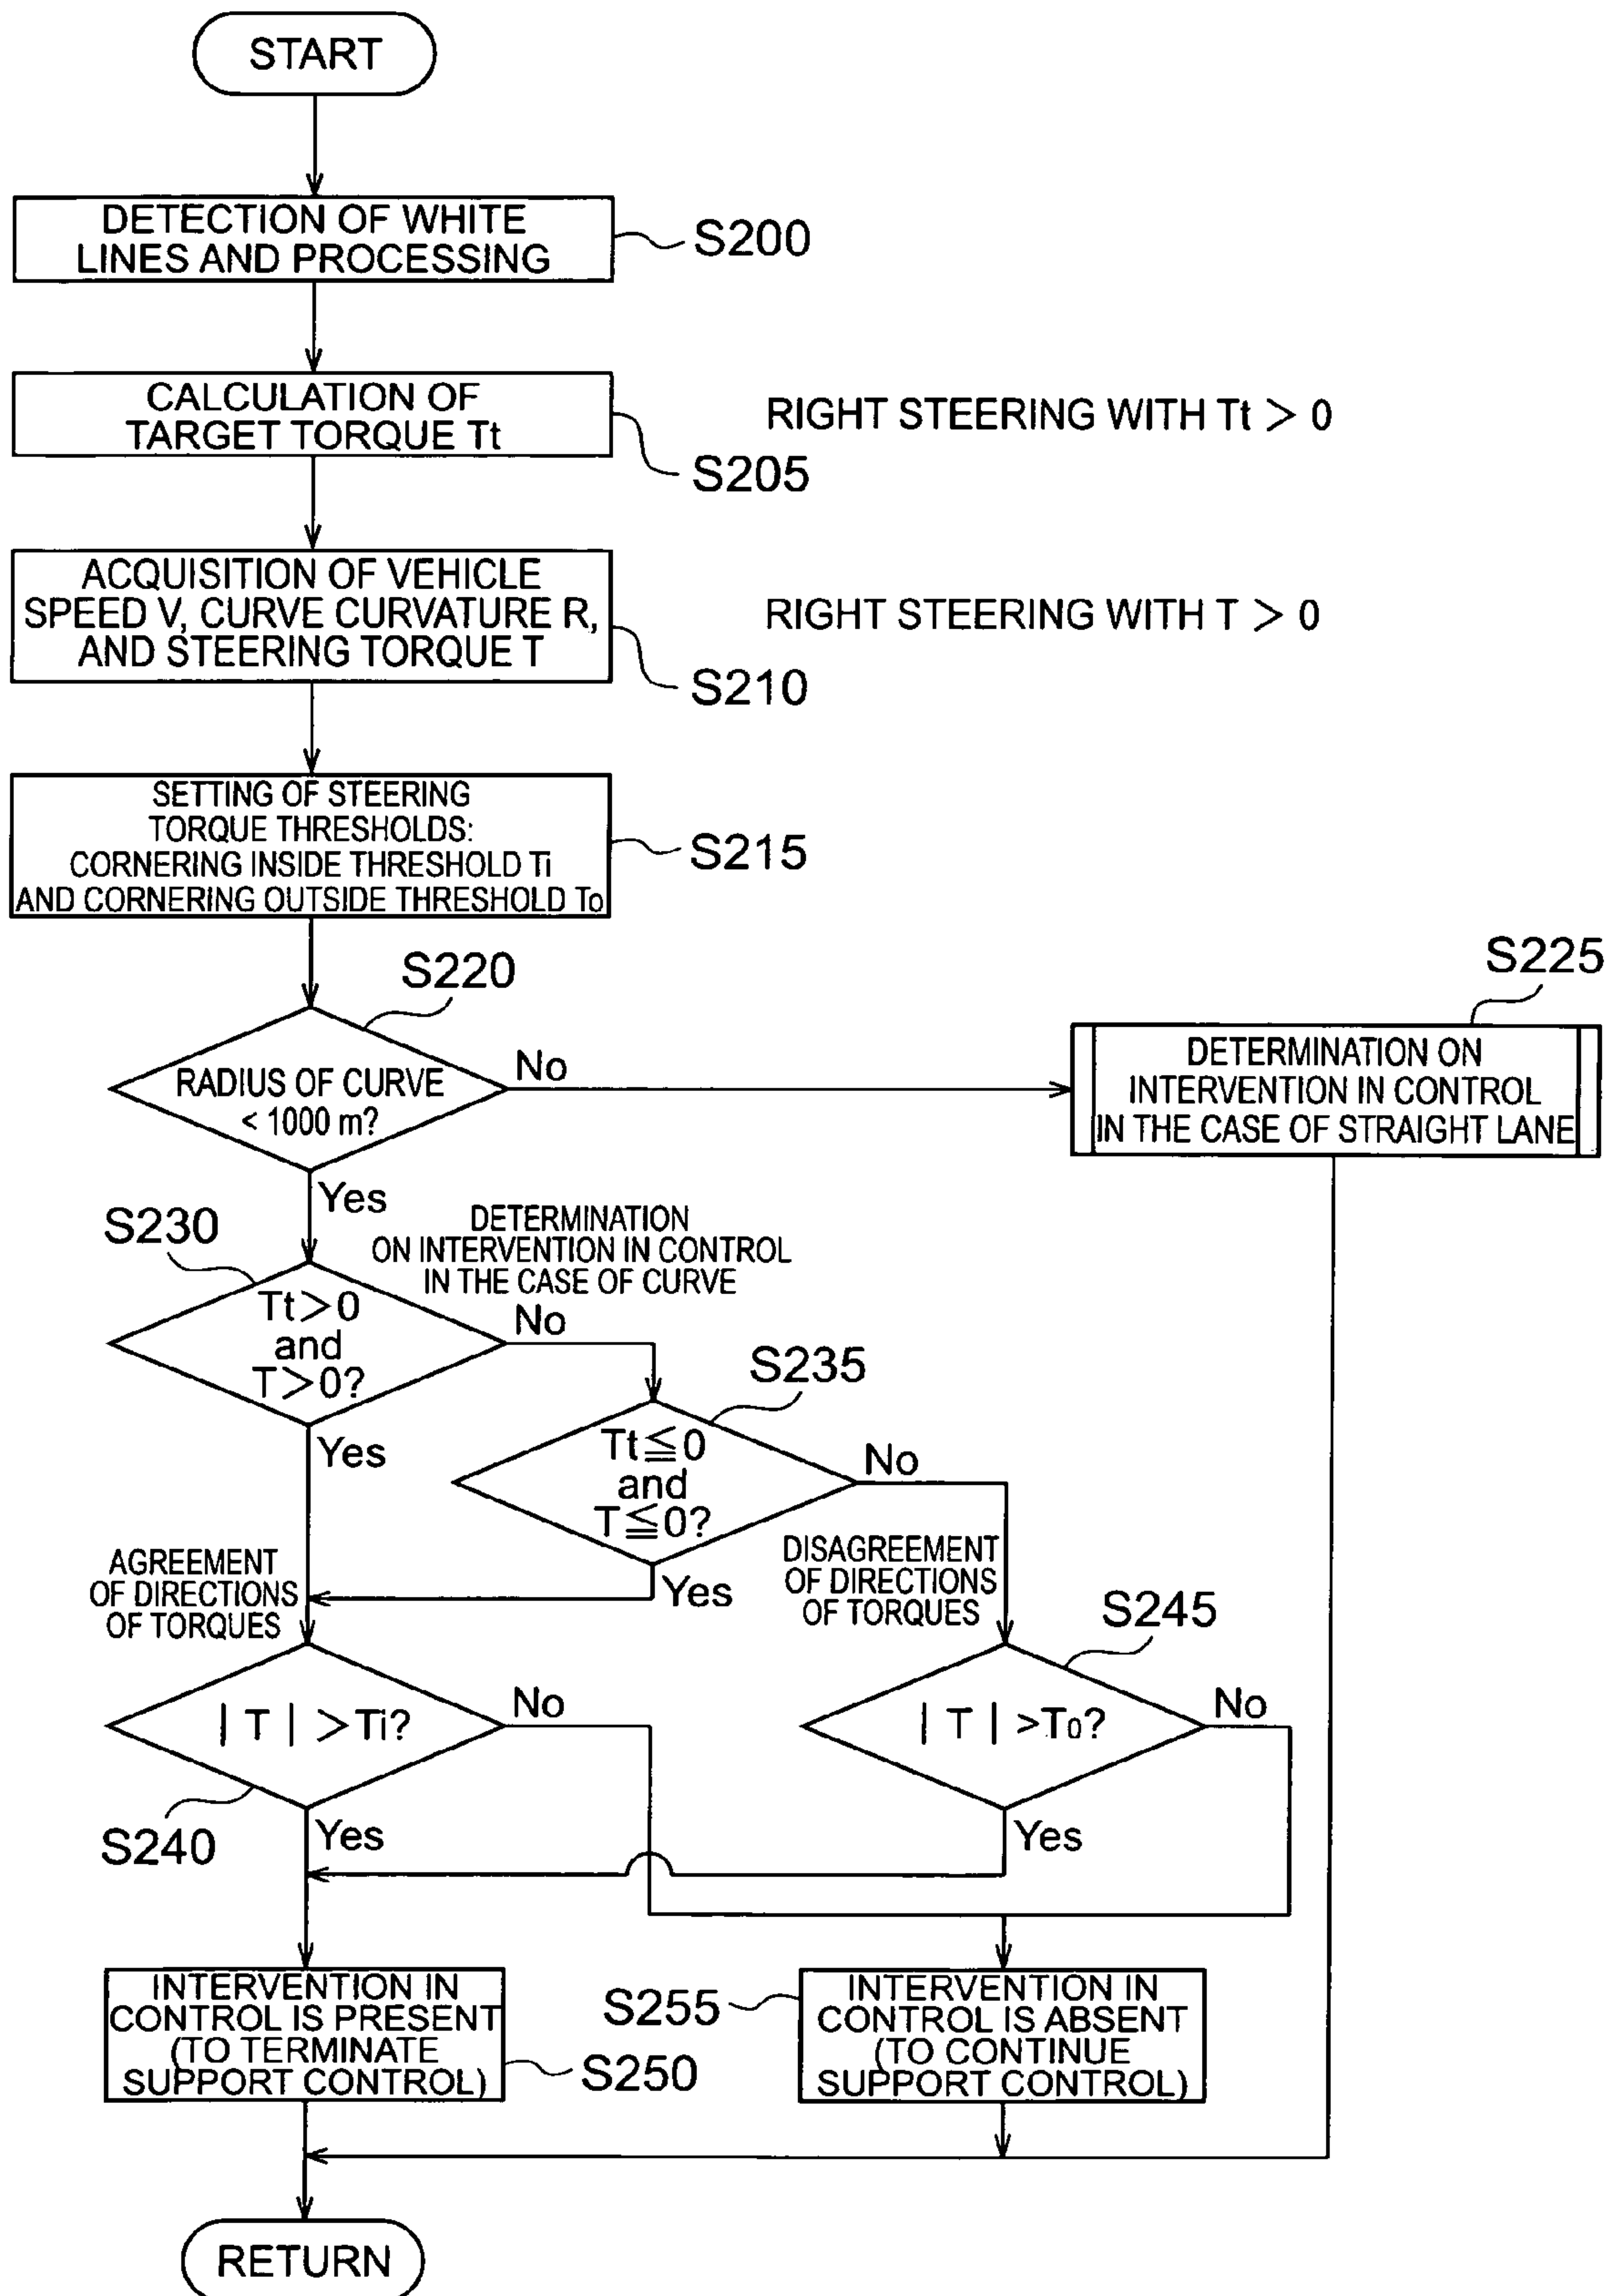 START
DETECTION OF WHITE
LINES AND PROCESSING
S200
CALCULATION OF
TARGET TORQUE Tt
S205
RIGHT STEERING WITH Tt > 0
ACQUISITION OF VEHICLE
SPEED V, CURVE CURVATURE R,
AND STEERING TORQUE T
S210
RIGHT STEERING WITH T > 0
SETTING OF STEERING
TORQUE THRESHOLDS:
CORNERING INSIDE THRESHOLD Ti
AND CORNERING OUTSIDE THRESHOLD To
S215
S220
RADIUS OF CURVE
< 1000 m?
No
Yes
S225
DETERMINATION ON
INTERVENTION IN CONTROL
IN THE CASE OF STRAIGHT LANE
S230
DETERMINATION
ON INTERVENTION IN CONTROL
IN THE CASE OF CURVE
Tt>0
and
T>0?
No
Yes
S235
Tt≦0
and
T≦0?
No
Yes
AGREEMENT
OF DIRECTIONS
OF TORQUES
DISAGREEMENT
OF DIRECTIONS
OF TORQUES
| T | >Ti?
No
Yes
S240
S245
| T | >T0?
No
Yes
INTERVENTION IN
CONTROL IS PRESENT
(TO TERMINATE
SUPPORT CONTROL)
S250
S255
INTERVENTION IN
CONTROL IS ABSENT
(TO CONTINUE
SUPPORT CONTROL)
RETURN